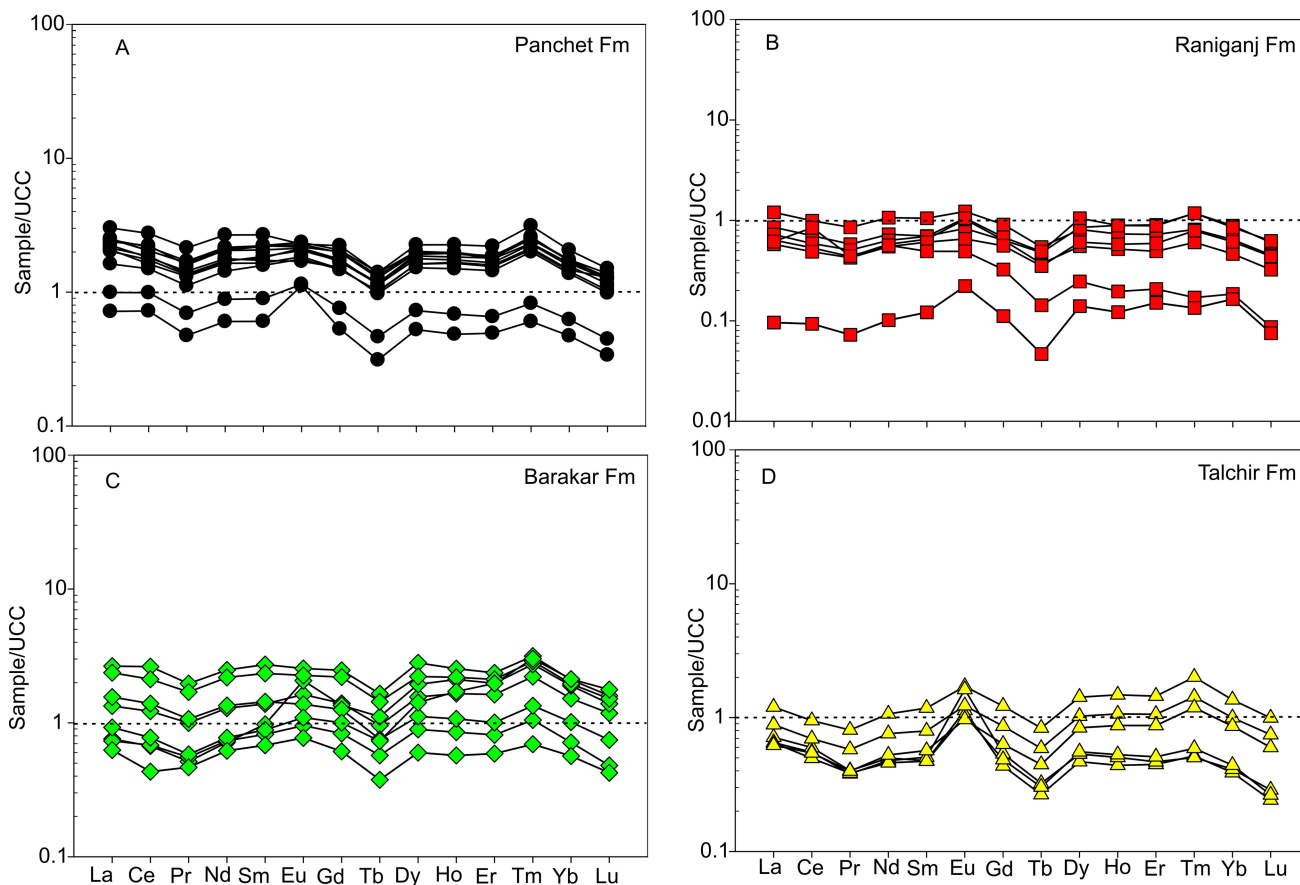 A
Panchet Fm
100
10
1
0.1
Sample/UCC
B
Raniganj Fm
100
10
1
0.1
0.01
Sample/UCC
C
Barakar Fm
100
10
1
0.1
Sample/UCC
La Ce Pr Nd Sm Eu Gd Tb Dy Ho Er Tm Yb Lu
D
Talchir Fm
100
10
1
0.1
Sample/UCC
La Ce Pr Nd Sm Eu Gd Tb Dy Ho Er Tm Yb Lu